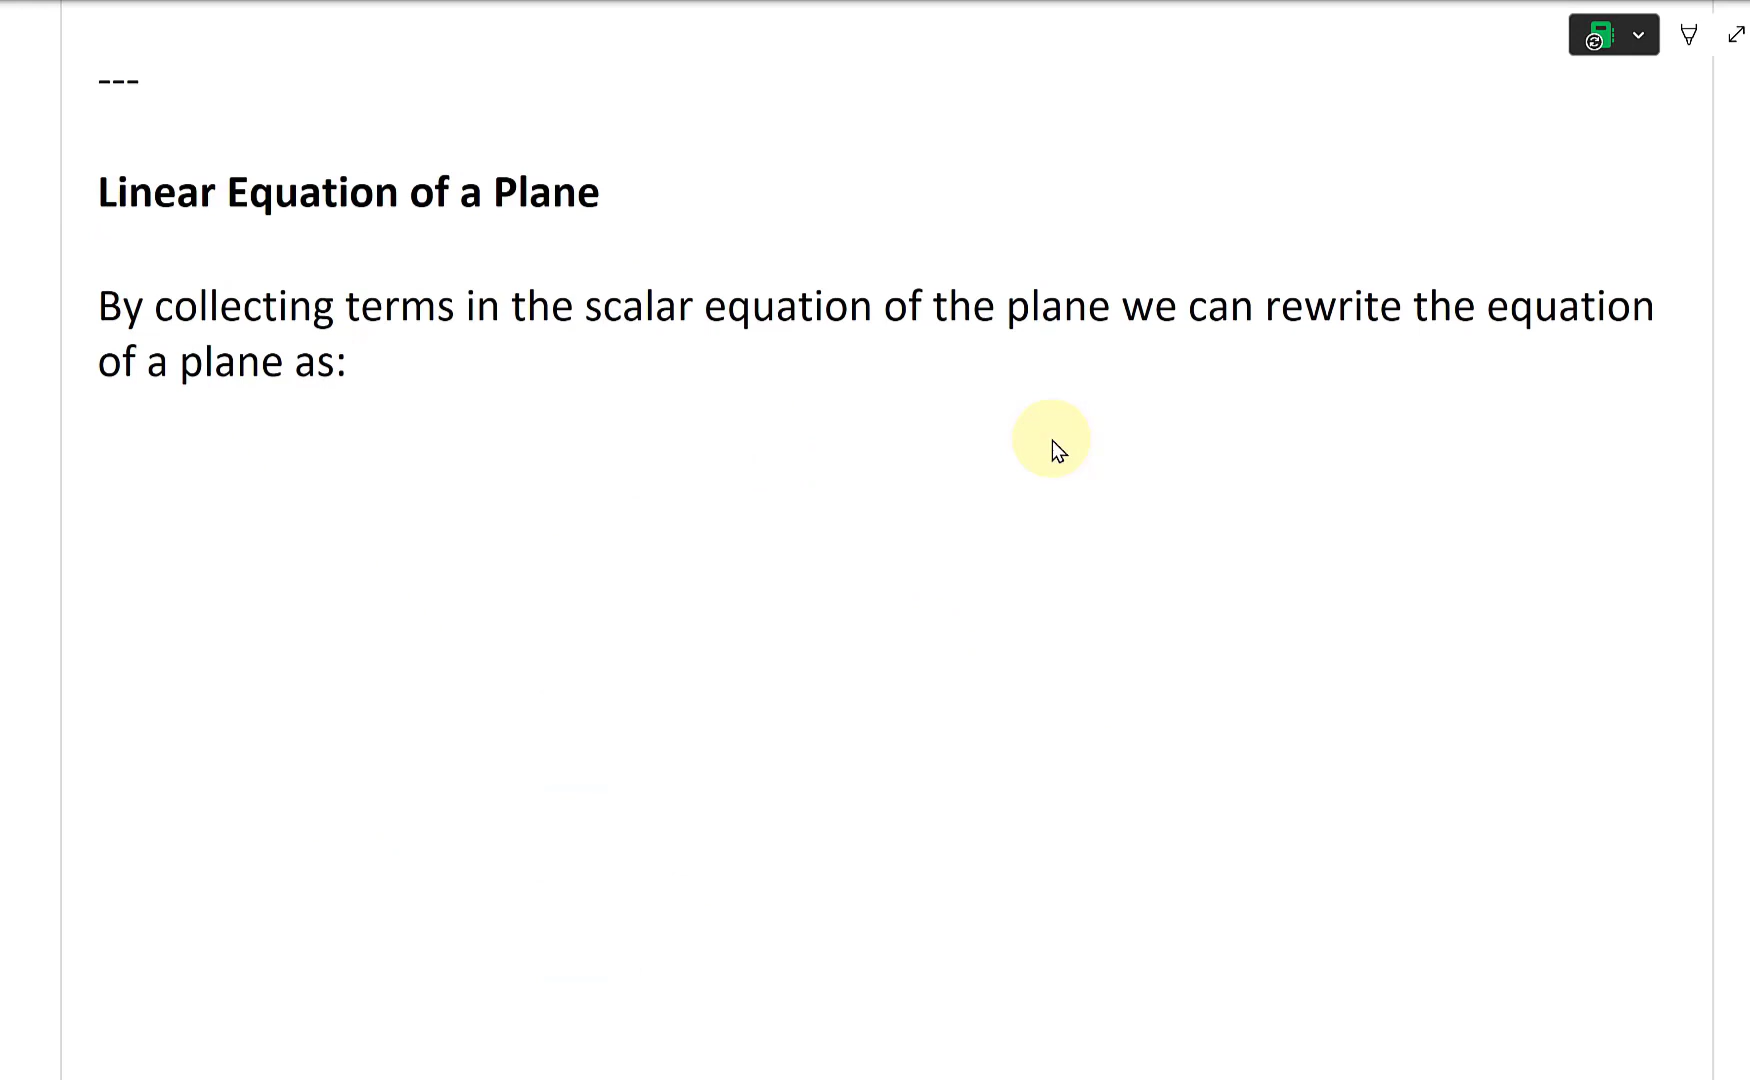 ---
Linear Equation of a Plane
By collecting terms in the scalar equation of the plane we can rewrite the equation
of a plane as: